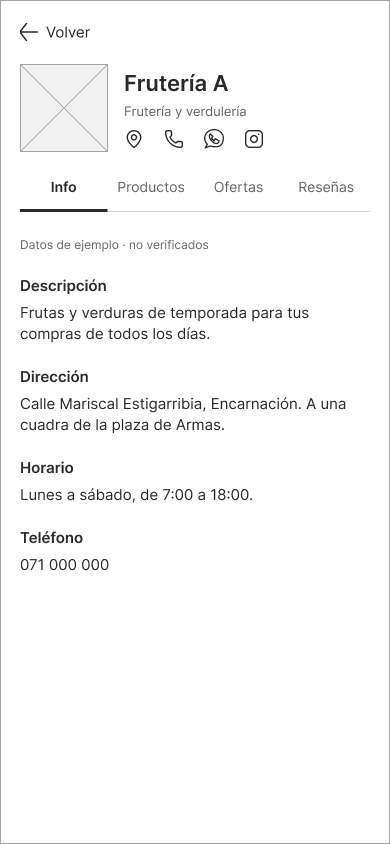 Volver
Frutería A
Frutería y verdulería
Info
Productos
Ofertas
Reseñas
Datos de ejemplo · no verificados
Descripción
Frutas y verduras de temporada para tus
compras de todos los días.
Dirección
Calle Mariscal Estigarribia, Encarnación. A una
cuadra de la plaza de Armas.
Horario
Lunes a sábado, de 7:00 a 18:00.
Teléfono
071 000 000